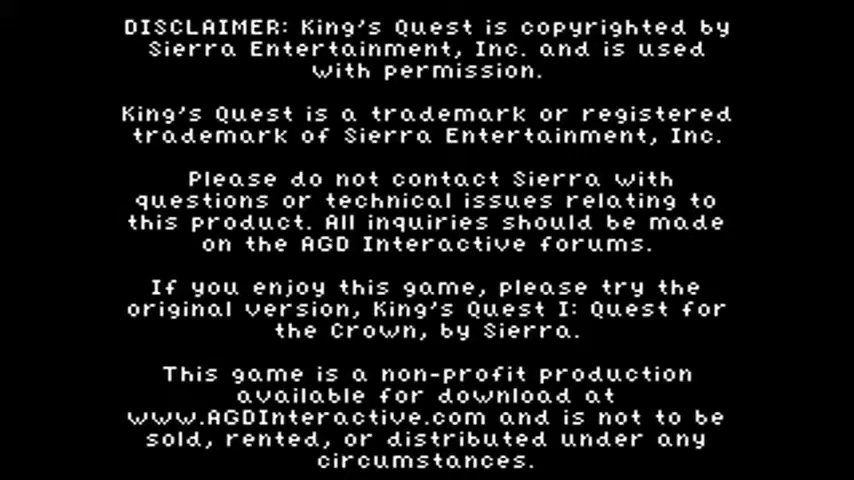 DISCLAIMER: King's Quest is copyrighted by
Sierra Entertainment, Inc. and is used
with permission.
King's Quest is a trademark or registered
trademark of Sierra Entertainment, Inc.
Please do not contact Sierra with
questions or technical issues relating to
this product. All inquiries should be made
on the AGD Interactive forums.
If you enjoy this game, please try the
original version, King's Quest I: Quest for
the Crown, by Sierra.
This game is a non-profit production
available for download at
www.AGDInteractive.com and is not to be
sold, rented, or distributed under any
circumstances.